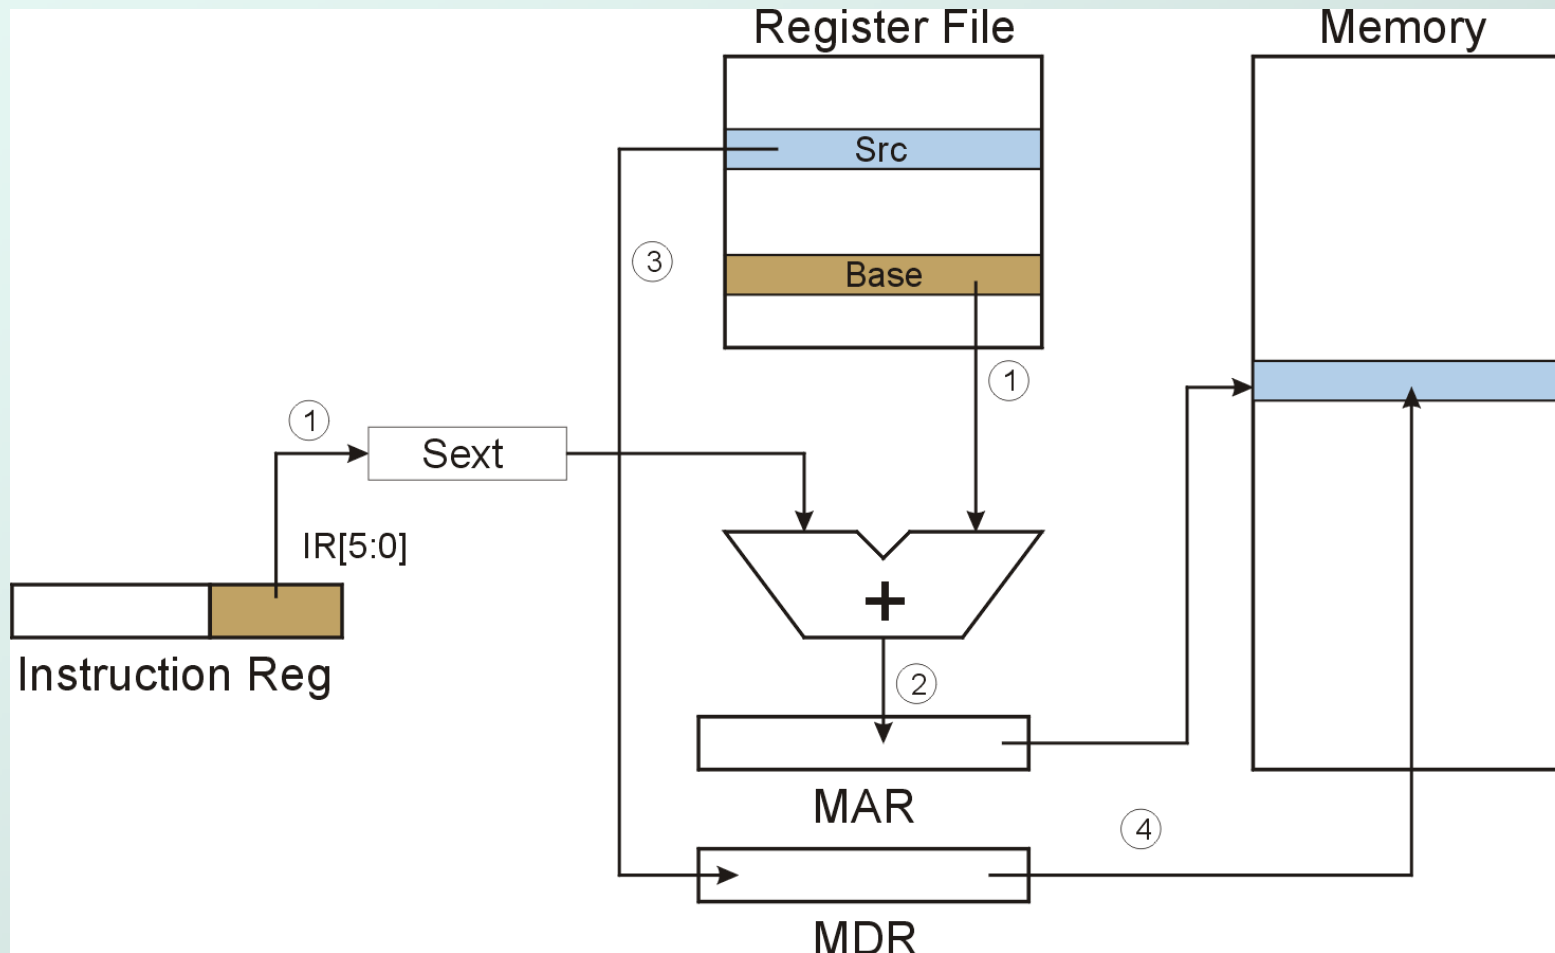 Register File
Memory
Src
3
Base
1
1
Sext
IR[5:0]
+
Instruction Reg
2
MAR
4
MDR